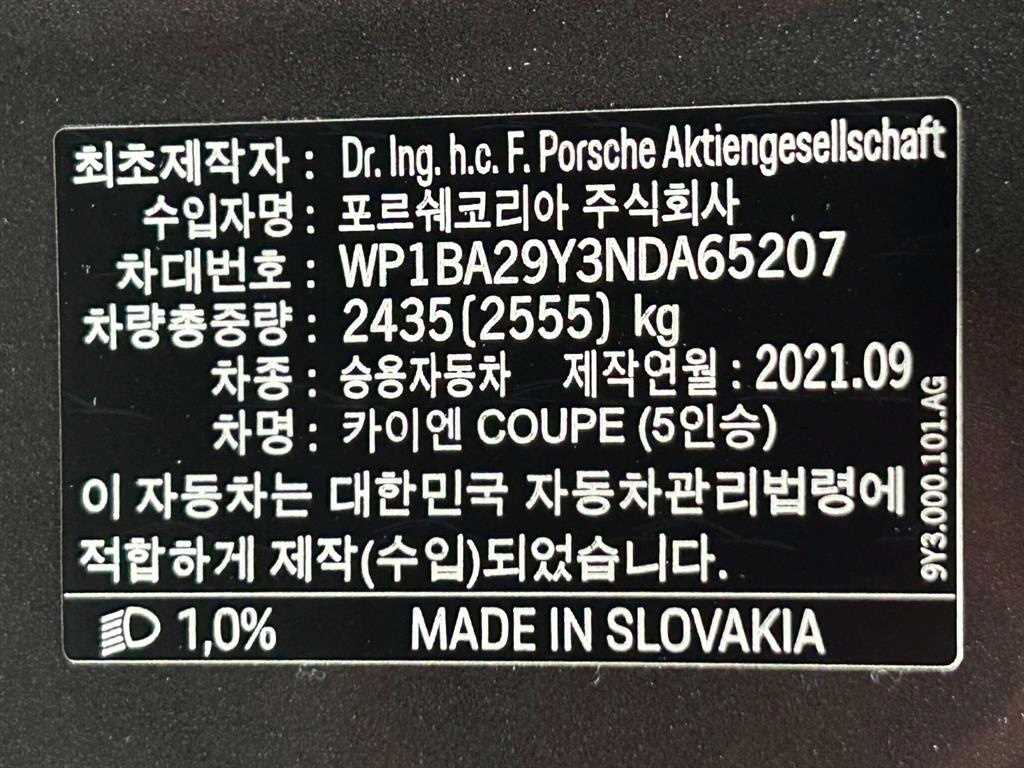 최초제작자 : Dr. Ing. h.c. F. Porsche Aktiengesellschaft
수입자명 : 포르쉐코리아 주식회사
차대번호 : WP1BA29Y3NDA65207
차량총중량 : 2435(2555) kg
차종 : 승용자동차 제작연월 : 2021.09
차명 : 카이엔 COUPE (5인승)
이 자동차는 대한민국 자동차관리법령에
적합하게 제작(수입)되었습니다.
9Y3.000.101.AG
1,0% MADE IN SLOVAKIA